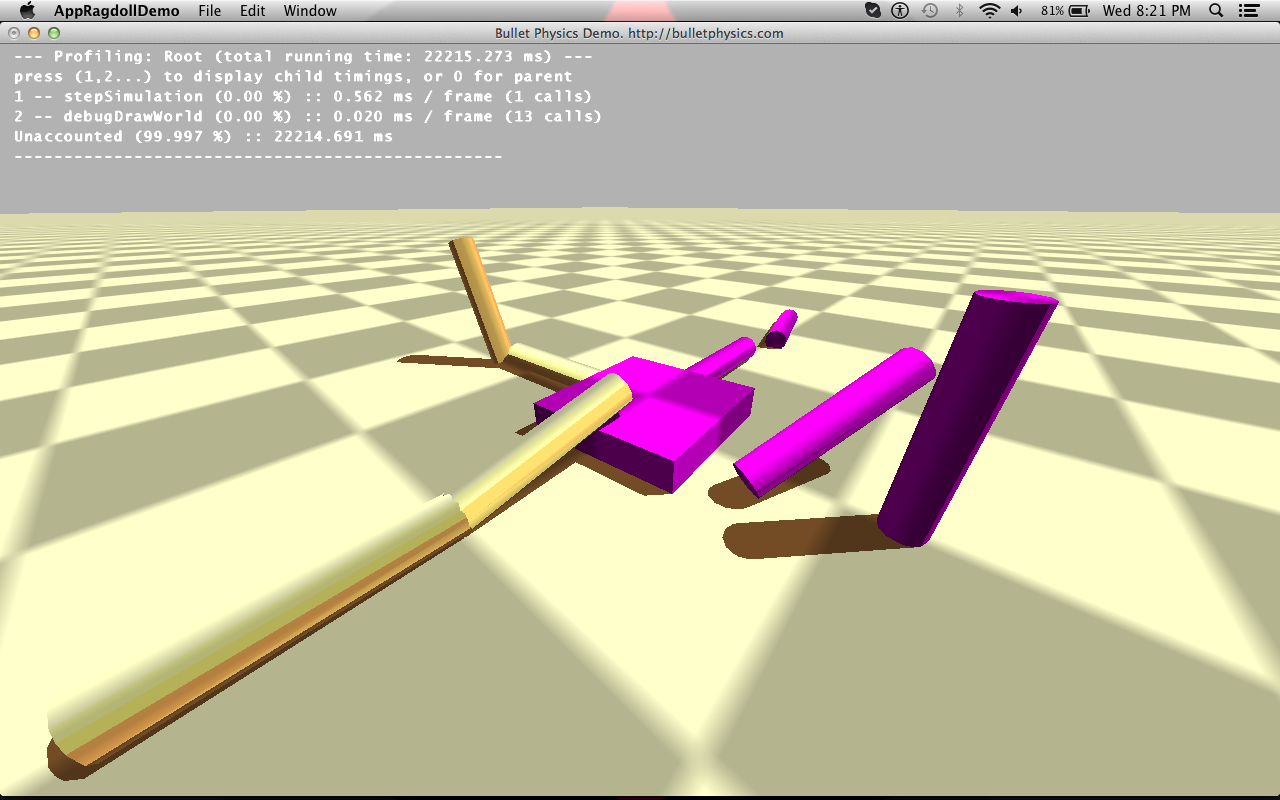 AppRagdollDemo File Edit Window 81% Wed 8:21 PM
Bullet Physics Demo. http://bulletphysics.com
--- Profiling: Root (total running time: 22215.273 ms) ---
press (1,2...) to display child timings, or 0 for parent
1 -- stepSimulation (0.00 %) :: 0.562 ms / frame (1 calls)
2 -- debugDrawWorld (0.00 %) :: 0.020 ms / frame (13 calls)
Unaccounted (99.997 %) :: 22214.691 ms
-------------------------------------------------